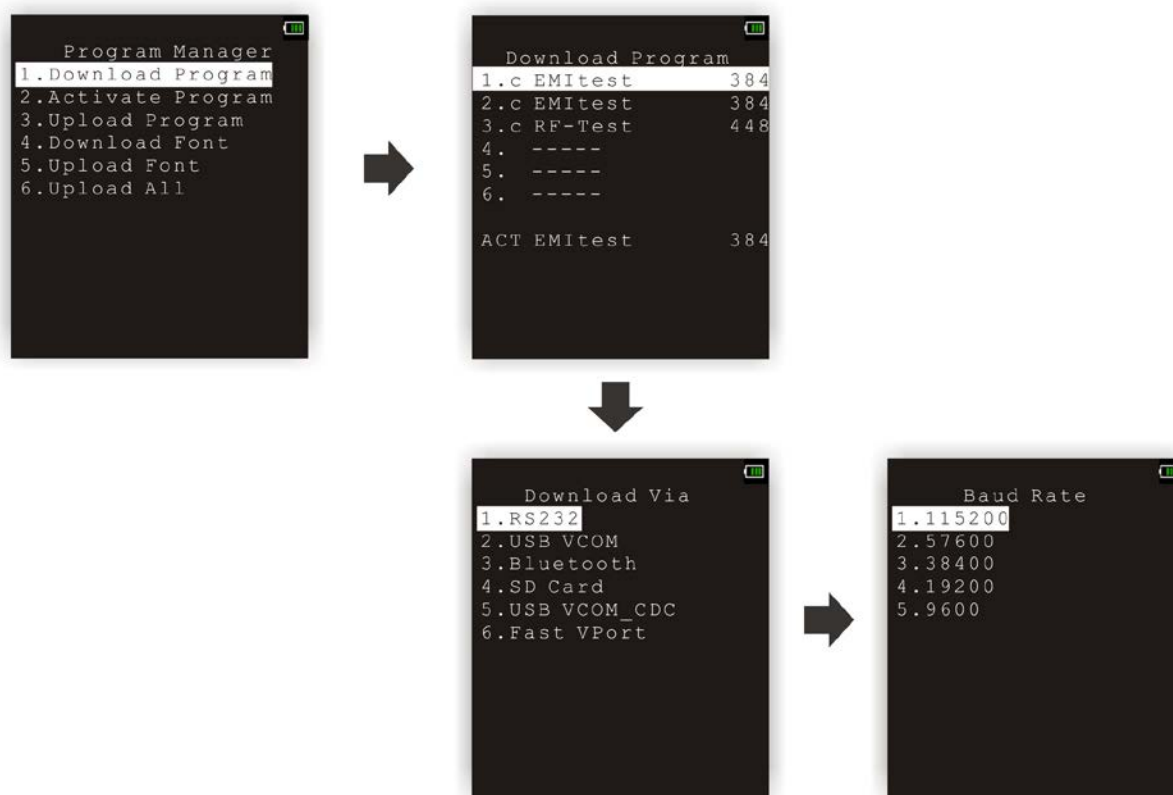 Program Manager
1.Download Program
2.Activate Program
3.Upload Program
4.Download Font
5.Upload Font
6.Upload All
Download Program
1.c EMItest 384
2.c EMItest 384
3.c RF-Test 448
4. -----
5. -----
6. -----
ACT EMItest 384
Download Via
1.RS232
2.USB VCOM
3.Bluetooth
4.SD Card
5.USB VCOM_CDC
6.Fast VPort
Baud Rate
1.115200
2.57600
3.38400
4.19200
5.9600